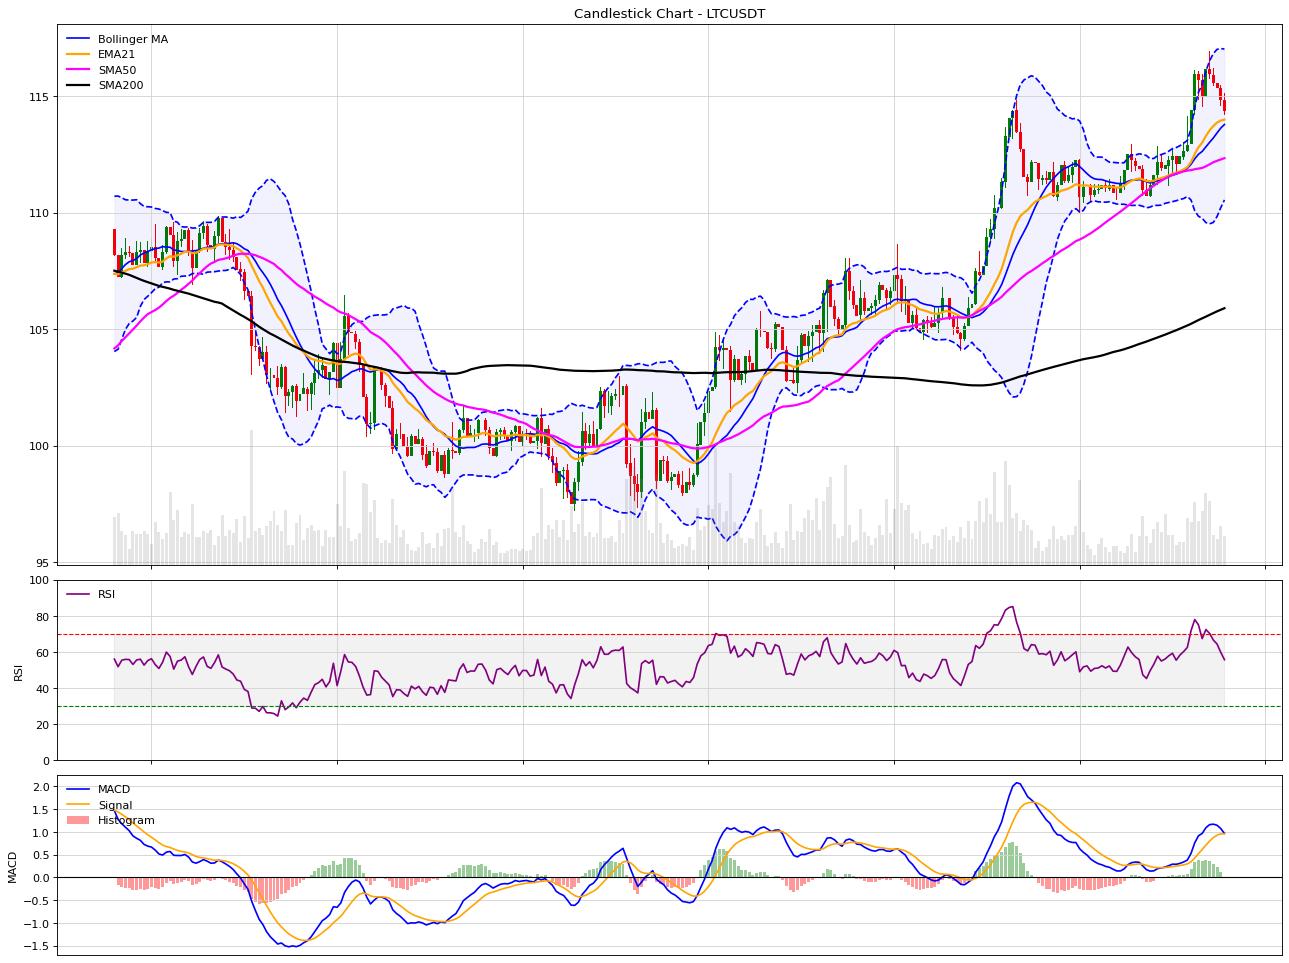 Candlestick Chart - LTCUSDT
Bollinger MA
EMA21
SMA50
SMA200
115
110
105
100
95
100
80
60
40
20
0
RSI
RSI
2.0
1.5
1.0
0.5
0.0
−0.5
−1.0
−1.5
MACD
MACD
Signal
Histogram